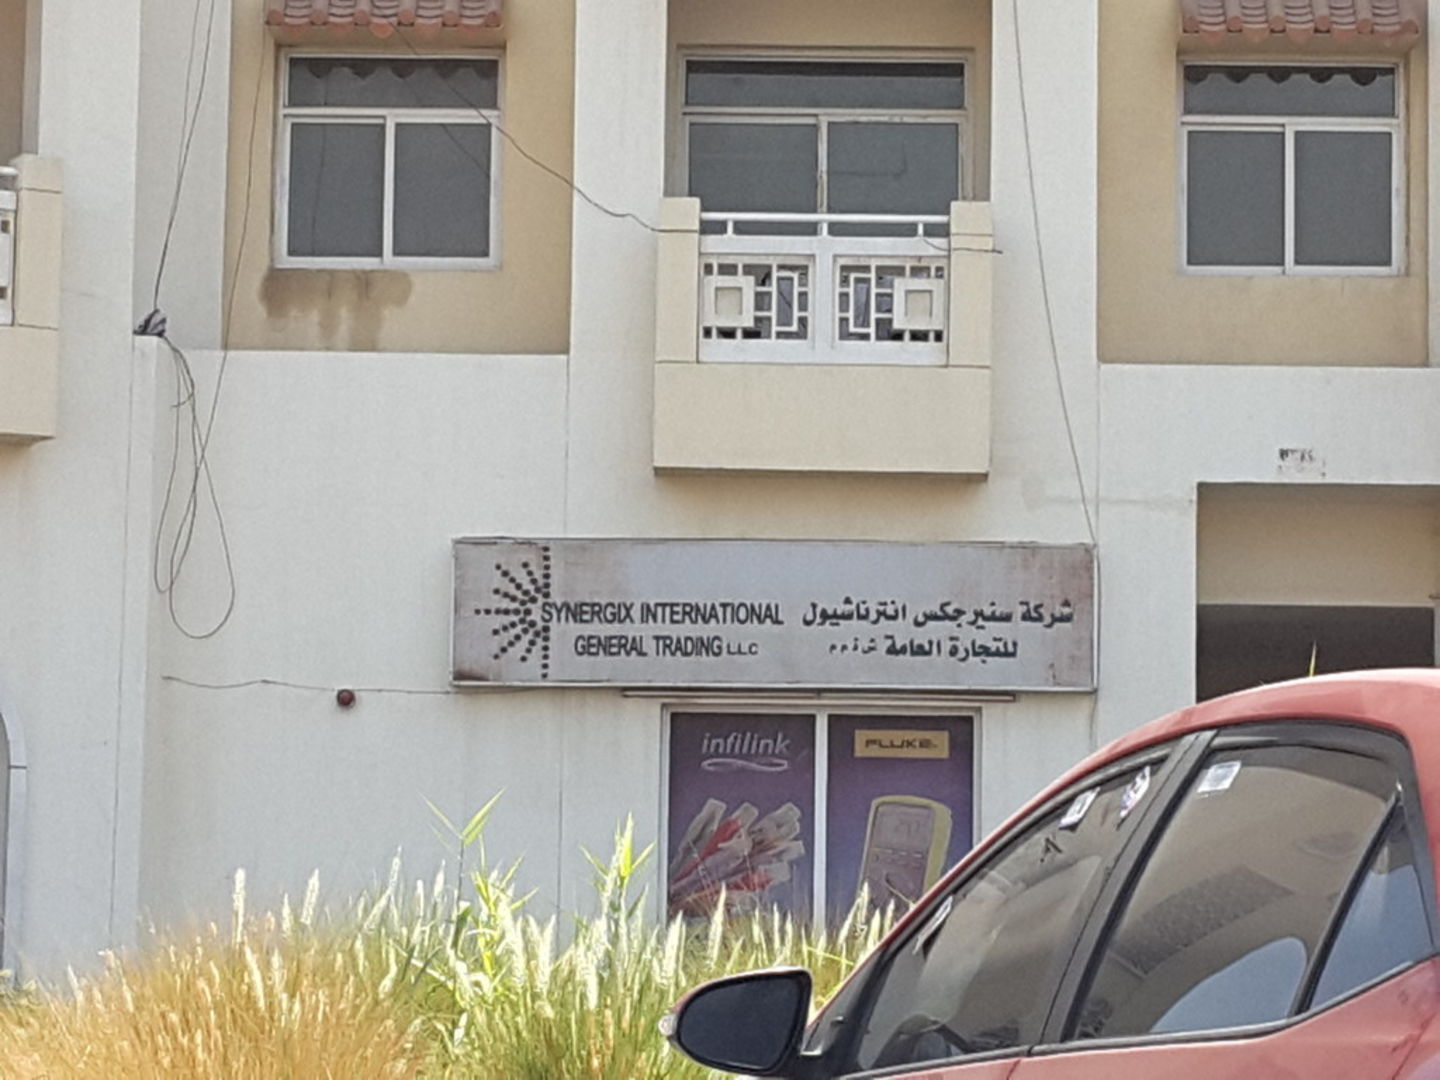 SYNERGIX INTERNATIONAL
GENERAL TRADING LLC
شركة سنيرجكس انترناشيول
للتجارة العامة ش ذ م م
infilink
FLUKE